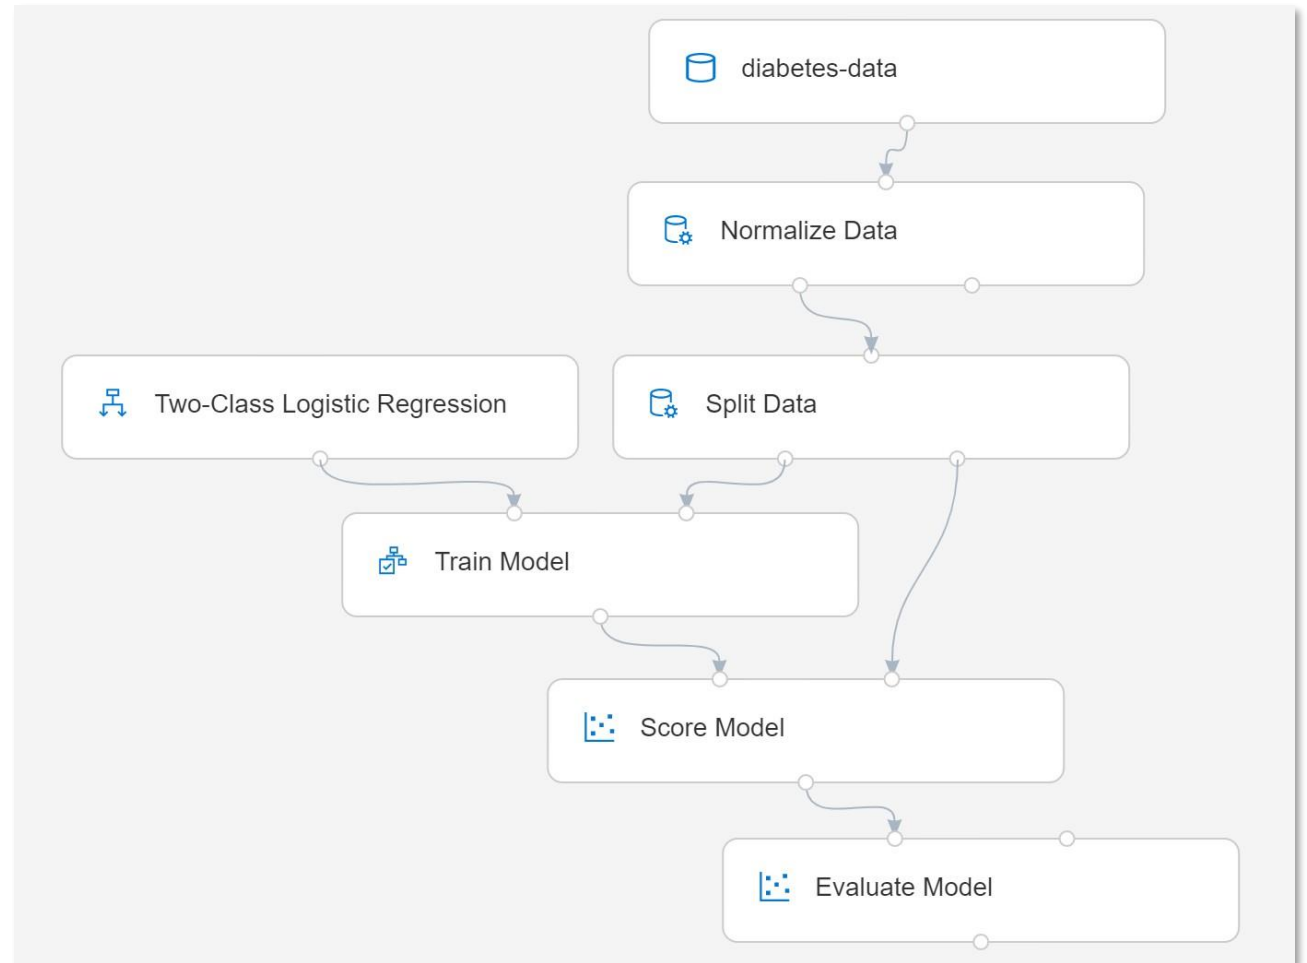 diabetes-data
Normalize Data
Two-Class Logistic Regression
Split Data
Train Model
Score Model
Evaluate Model